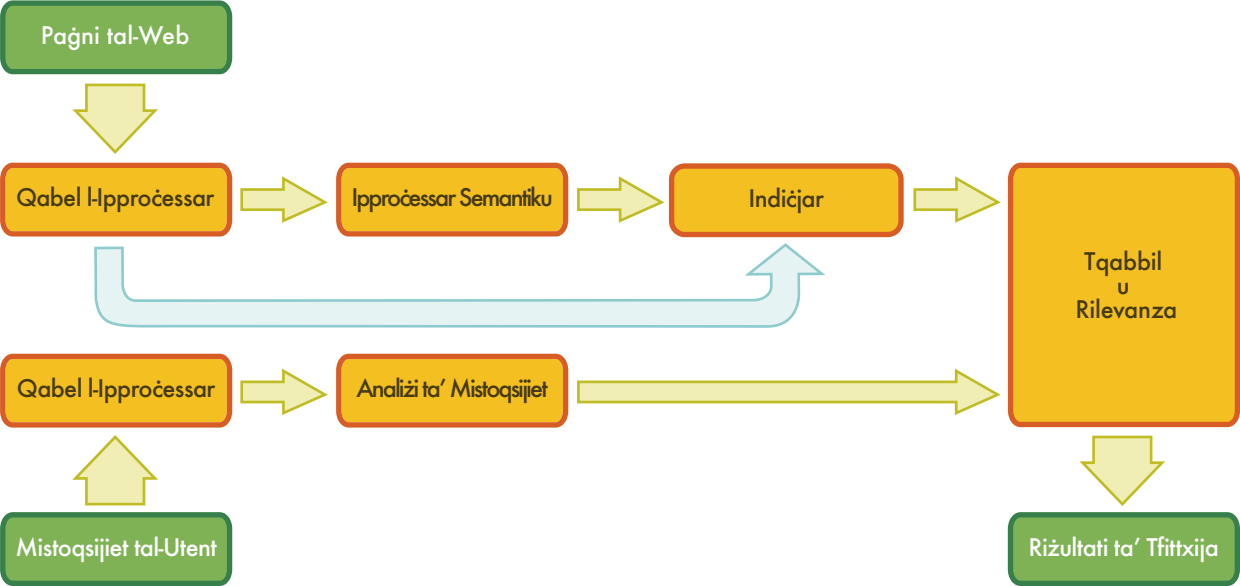 Paġni tal-Web
Qabel l-Ipproċessar
Ipproċessar Semantiku
Indiċjar
Tqabbil
u
Rilevanza
Qabel l-Ipproċessar
Analiżi ta’ Mistoqsijiet
Mistoqsijiet tal-Utent
Riżultati ta’ Tfittxija